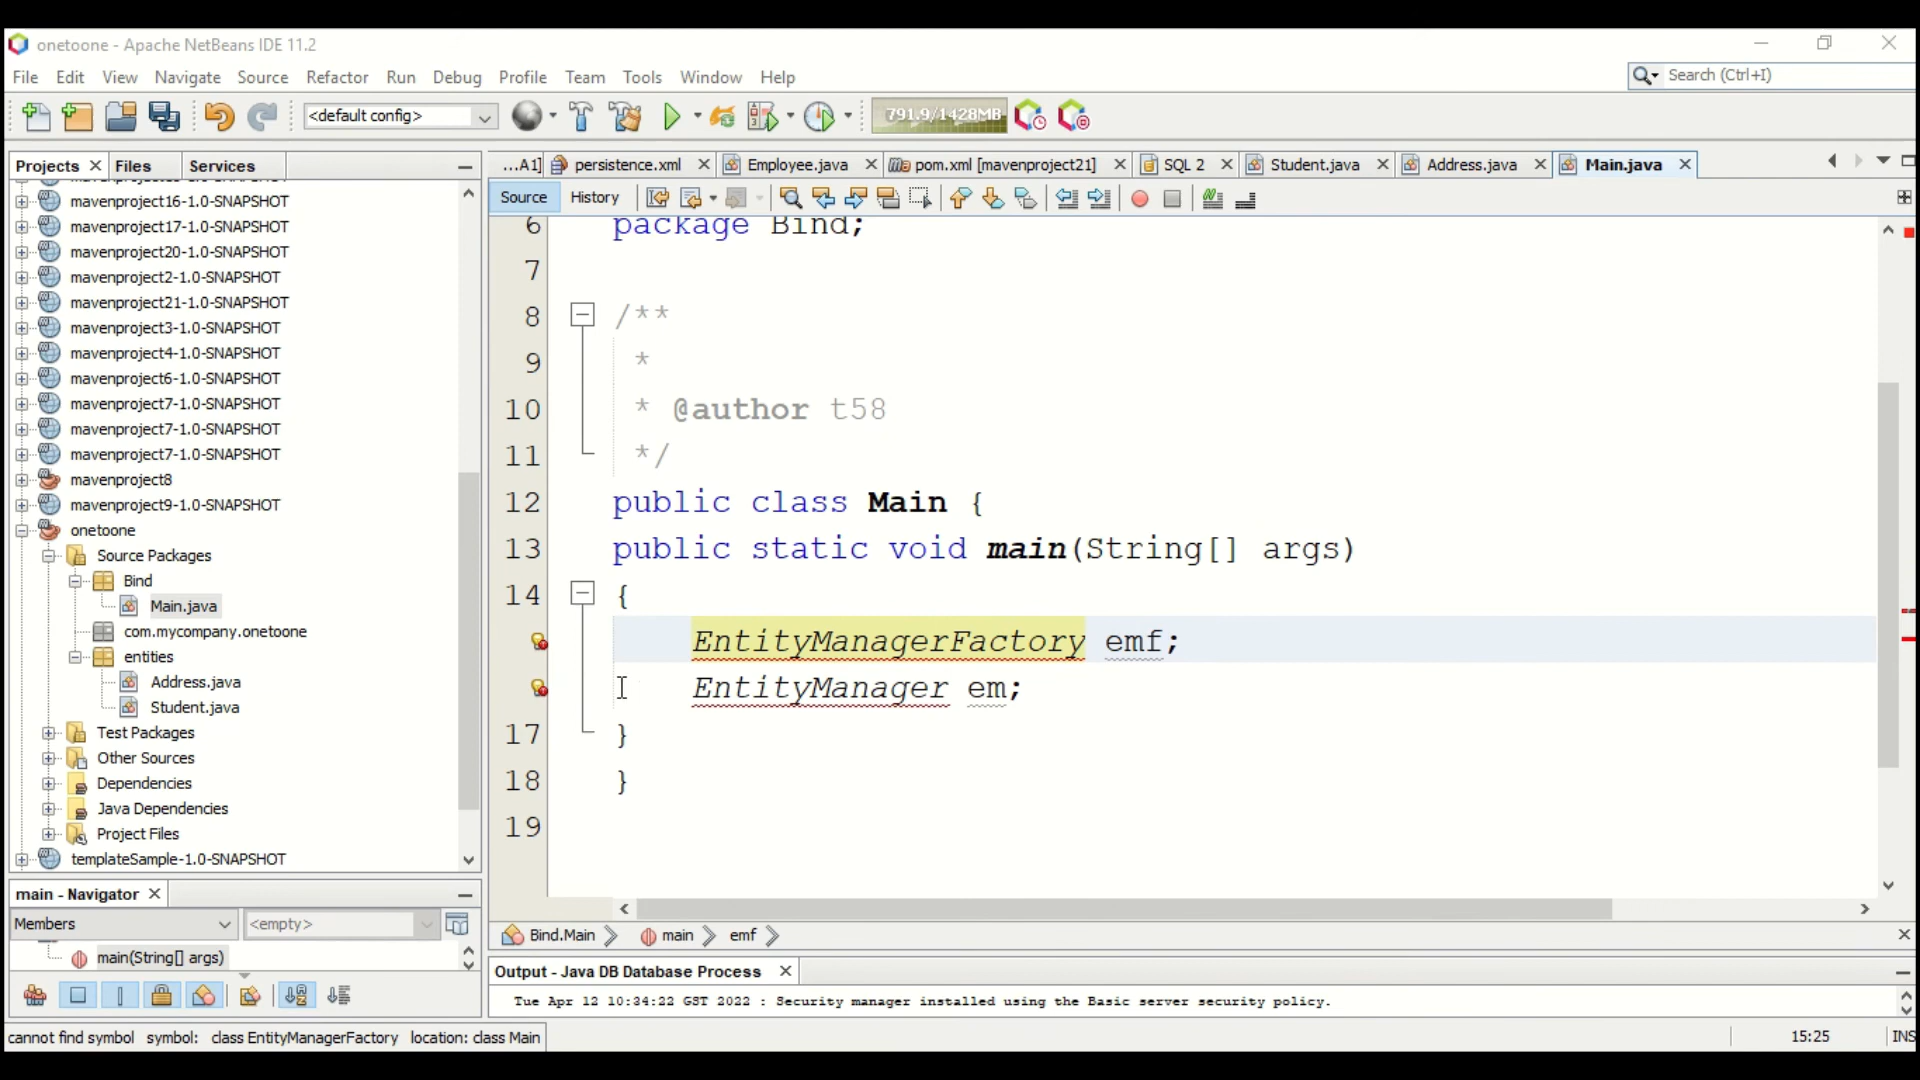 onetoone - Apache NetBeans IDE 11.2
File Edit View Navigate Source Refactor Run Debug Profile Team Tools Window Help
Search (Ctrl+I)
<default config>
791.9/1428MB
Projects Files Services
...A1] persistence.xml Employee.java pom.xml [mavenproject21] SQL 2 Student.java Address.java Main.java
Source History
mavenproject16-1.0-SNAPSHOT
mavenproject17-1.0-SNAPSHOT
mavenproject20-1.0-SNAPSHOT
mavenproject2-1.0-SNAPSHOT
mavenproject21-1.0-SNAPSHOT
mavenproject3-1.0-SNAPSHOT
mavenproject4-1.0-SNAPSHOT
mavenproject6-1.0-SNAPSHOT
mavenproject7-1.0-SNAPSHOT
mavenproject7-1.0-SNAPSHOT
mavenproject7-1.0-SNAPSHOT
mavenproject8
mavenproject9-1.0-SNAPSHOT
onetoone
Source Packages
Bind
Main.java
com.mycompany.onetoone
entities
Address.java
Student.java
Test Packages
Other Sources
Dependencies
Java Dependencies
Project Files
templateSample-1.0-SNAPSHOT
6 package Bind;
7
8 /**
9 *
10 * @author t58
11 */
12 public class Main {
13 public static void main(String[] args)
14 {
EntityManagerFactory emf;
EntityManager em;
17 }
18 }
19
main - Navigator
Members <empty>
main(String[] args)
Bind.Main main emf
Output - Java DB Database Process
Tue Apr 12 10:34:22 GST 2022 : Security manager installed using the Basic server security policy.
cannot find symbol symbol: class EntityManagerFactory location: class Main
15:25 INS